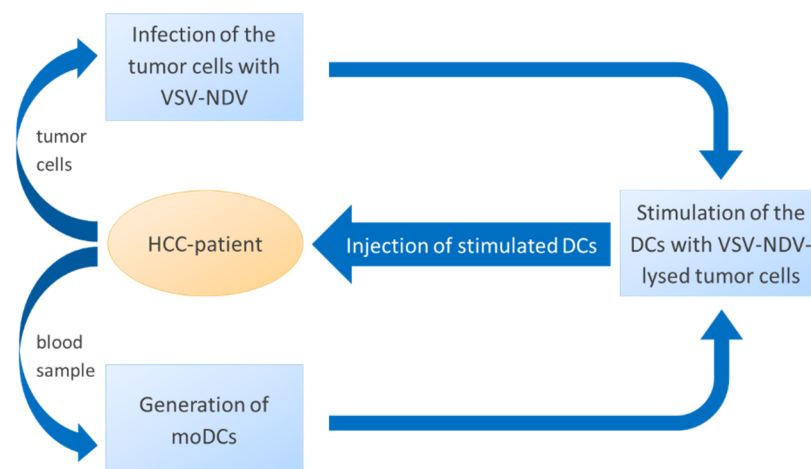 Infection of the
tumor cells with
VSV-NDV
tumor
cells
HCC-patient
Injection of stimulated DCs
Stimulation of the
DCs with VSV-NDV-
lysed tumor cells
blood
sample
Generation of
moDCs